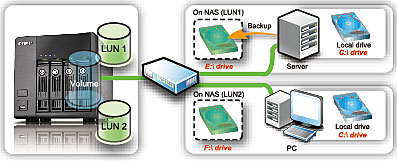 LUN 1
Volume
LUN 2
On NAS (LUN1)
Backup
E:\ drive
Server
Local drive
C:\ drive
On NAS (LUN2)
F:\ drive
PC
Local drive
C:\ drive